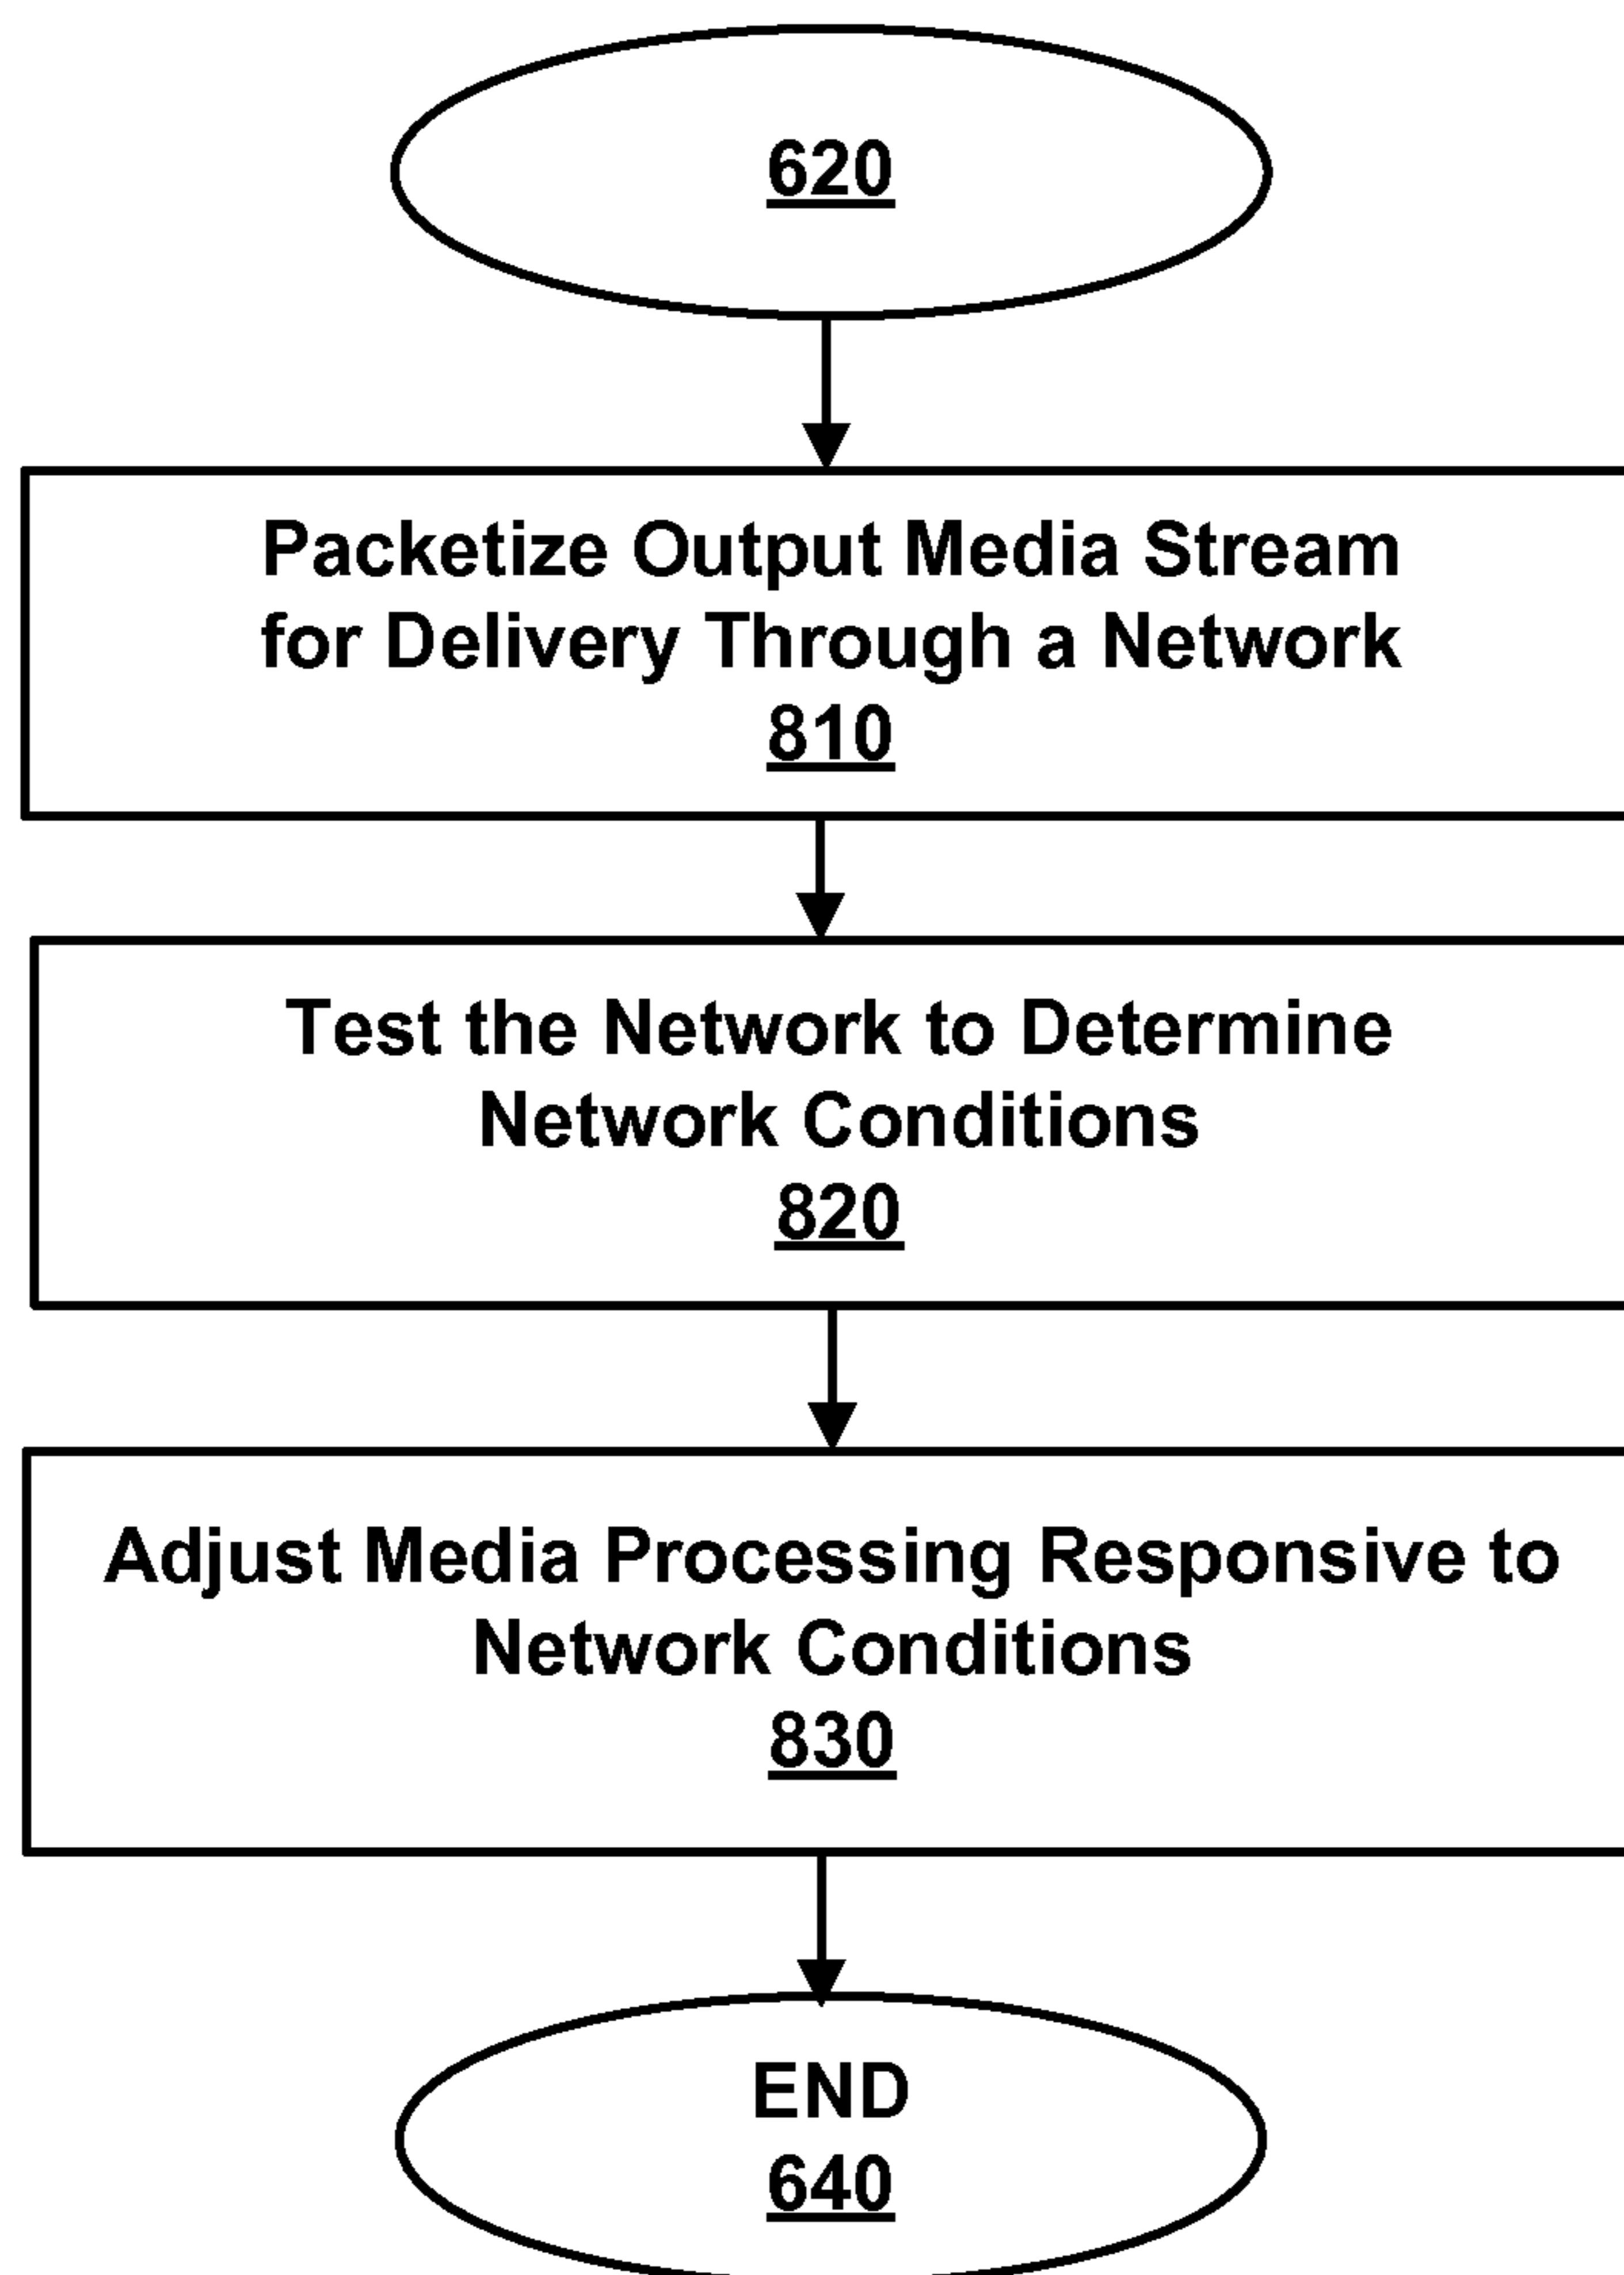 620
Packetize Output Media Stream
for Delivery Through a Network
810
Test the Network to Determine
Network Conditions
820
Adjust Media Processing Responsive to
Network Conditions
830
END
640